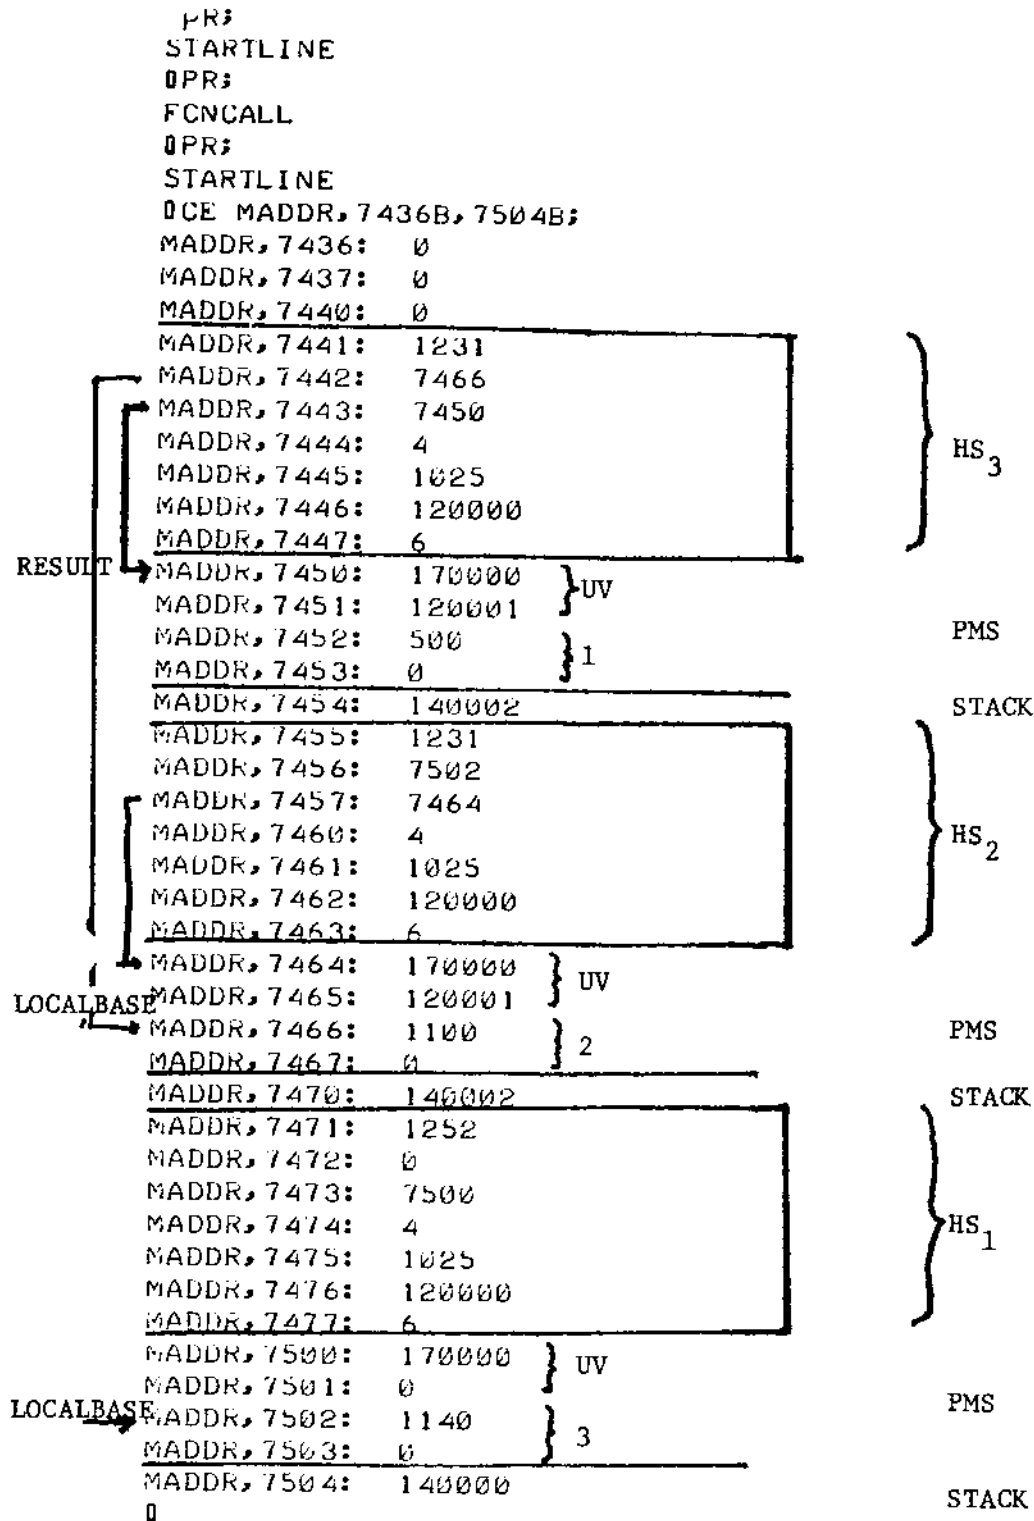 PR;
STARTLINE
▯PR;
FCNCALL
▯PR;
STARTLINE
▯CE MADDR,7436B,7504B;
MADDR,7436: 0
MADDR,7437: 0
MADDR,7440: 0
MADDR,7441: 1231
MADDR,7442: 7466
MADDR,7443: 7450
MADDR,7444: 4
HS3
MADDR,7445: 1025
MADDR,7446: 120000
MADDR,7447: 6
RESULT MADDR,7450: 170000 UV
MADDR,7451: 120001
MADDR,7452: 500 1 PMS
MADDR,7453: 0
MADDR,7454: 140002 STACK
MADDR,7455: 1231
MADDR,7456: 7502
MADDR,7457: 7464
MADDR,7460: 4 HS2
MADDR,7461: 1025
MADDR,7462: 120000
MADDR,7463: 6
MADDR,7464: 170000 UV
LOCALBASE MADDR,7465: 120001
MADDR,7466: 1100 2 PMS
MADDR,7467: 0
MADDR,7470: 140002 STACK
MADDR,7471: 1252
MADDR,7472: 0
MADDR,7473: 7500
MADDR,7474: 4 HS1
MADDR,7475: 1025
MADDR,7476: 120000
MADDR,7477: 6
MADDR,7500: 170000 UV
MADDR,7501: 0
LOCALBASE MADDR,7502: 1140 3 PMS
MADDR,7503: 0
MADDR,7504: 140000 STACK
▯